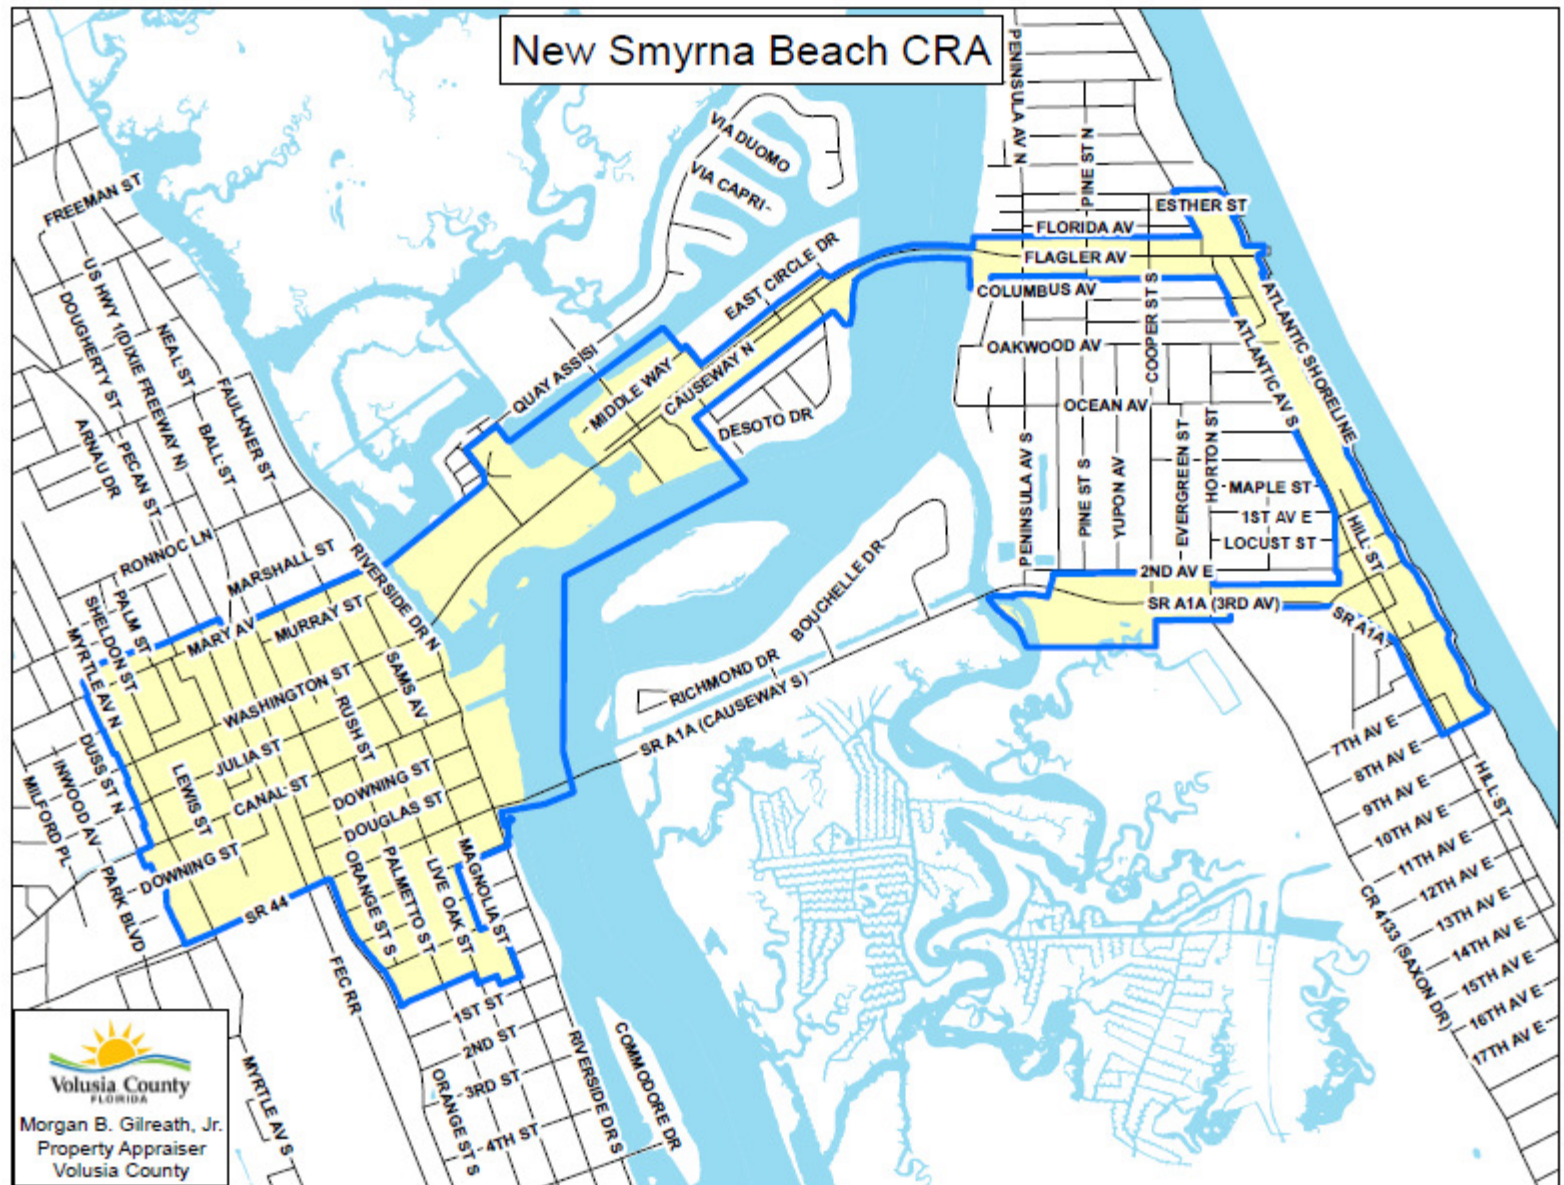 New Smyrna Beach CRA
PENINSULA AV N
PINE ST N
VIA DUOMO
VIA CAPRI
FREEMAN ST
ESTHER ST
FLORIDA AV
FLAGLER AV
COLUMBUS AV
EAST CIRCLE DR
US HWY 1(DIXIE FREEWAY N)
DOUGHERTY ST
NEAL ST
BALL ST
FAULKNER ST
ARNAU DR
PECAN ST
QUAY ASSISI
MIDDLE WAY
CAUSEWAY N
DESOTO DR
OAKWOOD AV
COOPER ST S
OCEAN AV
ATLANTIC SHORELINE
ATLANTIC AV S
PENINSULA AV S
PINE ST S
YUPON AV
EVERGREEN ST
HORTON ST
MAPLE ST
1ST AV E
LOCUST ST
HILL ST
2ND AV E
SR A1A (3RD AV)
SR A1A
RONNOC LN
MARSHALL ST
RIVERSIDE DR N
PALM ST
SHELDON ST
MYRTLE AV N
MARY AV
MURRAY ST
BOUCHELLE DR
RICHMOND DR
SR A1A (CAUSEWAY S)
WASHINGTON ST
SAMS AV
RUSH ST
JULIA ST
LEWIS ST
CANAL ST
DOWNING ST
DOUGLAS ST
DUSS ST N
INWOOD AV
MILFORD PL
PARK BLVD
DOWNING ST
SR 44
ORANGE ST S
PALMETTO ST
LIVE OAK ST
MAGNOLIA ST
FEC RR
1ST ST
2ND ST
3RD ST
4TH ST
ORANGE ST S
RIVERSIDE DR S
COMMODORE DR
MYRTLE AV S
7TH AV E
8TH AV E
9TH AV E
10TH AV E
11TH AV E
12TH AV E
13TH AV E
14TH AV E
15TH AV E
16TH AV E
17TH AV E
HILL ST
CR 4133 (SAXON DR)
Volusia County
FLORIDA
Morgan B. Gilreath, Jr.
Property Appraiser
Volusia County